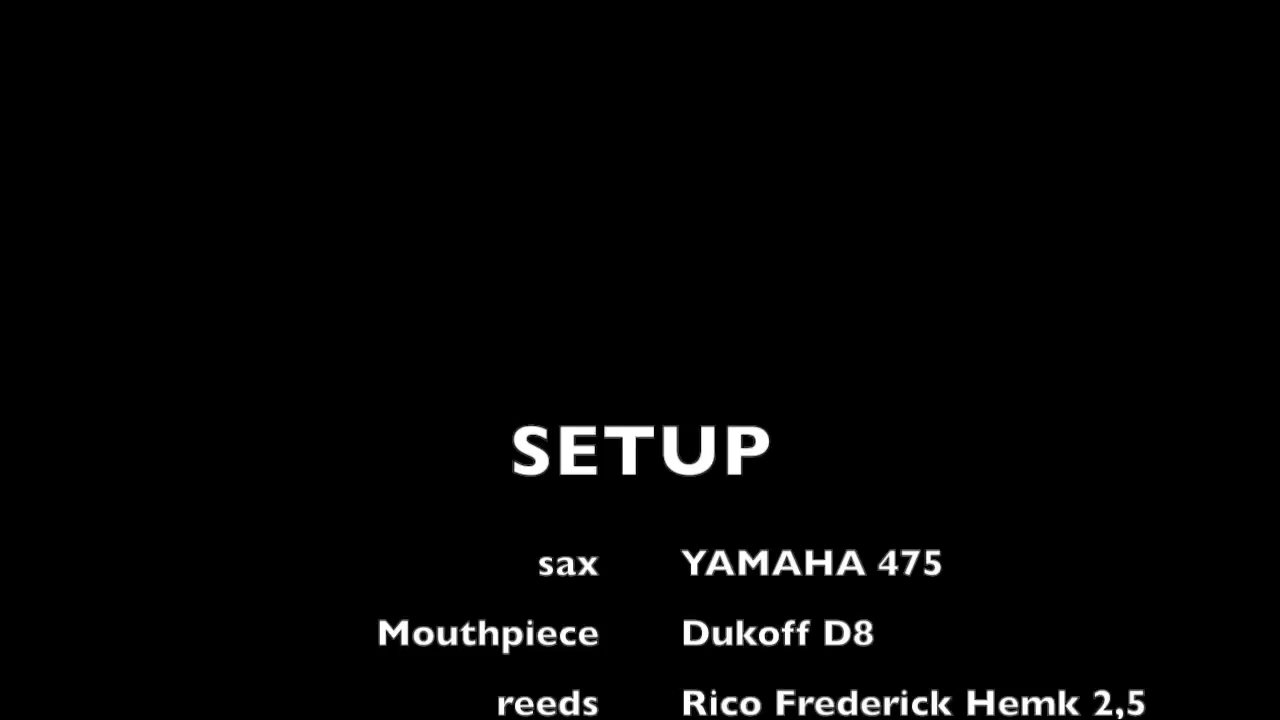 SETUP
sax YAMAHA 475
Mouthpiece Dukoff D8
reeds Rico Frederick Hemk 2,5